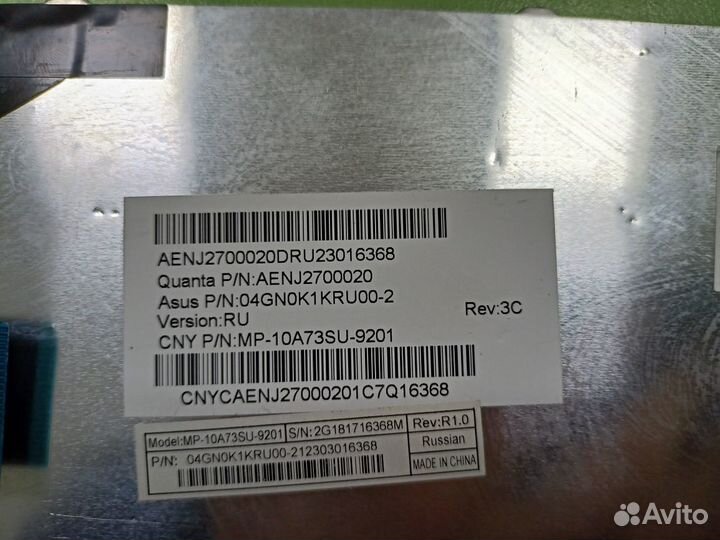 AENJ2700020DRU23016368
Quanta P/N:AENJ2700020
Asus P/N:04GN0K1KRU00-2
Version:RU
Rev:3C
CNY P/N:MP-10A73SU-9201
CNYCAENJ27000201C7Q16368
Model:MP-10A73SU-9201 S/N:2G181716368M Rev:R1.0
P/N: 04GN0K1KRU00-212303016368 Russian
MADE IN CHINA
Avito